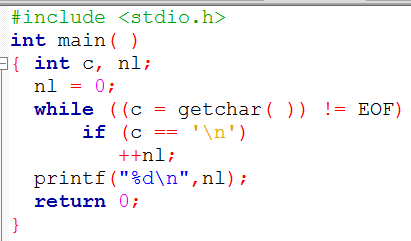 #include <stdio.h>
int main( )
{ int c, nl;
nl = 0;
while ((c = getchar( )) != EOF)
if (c == '\n')
++nl;
printf("%d\n",nl);
return 0;
}